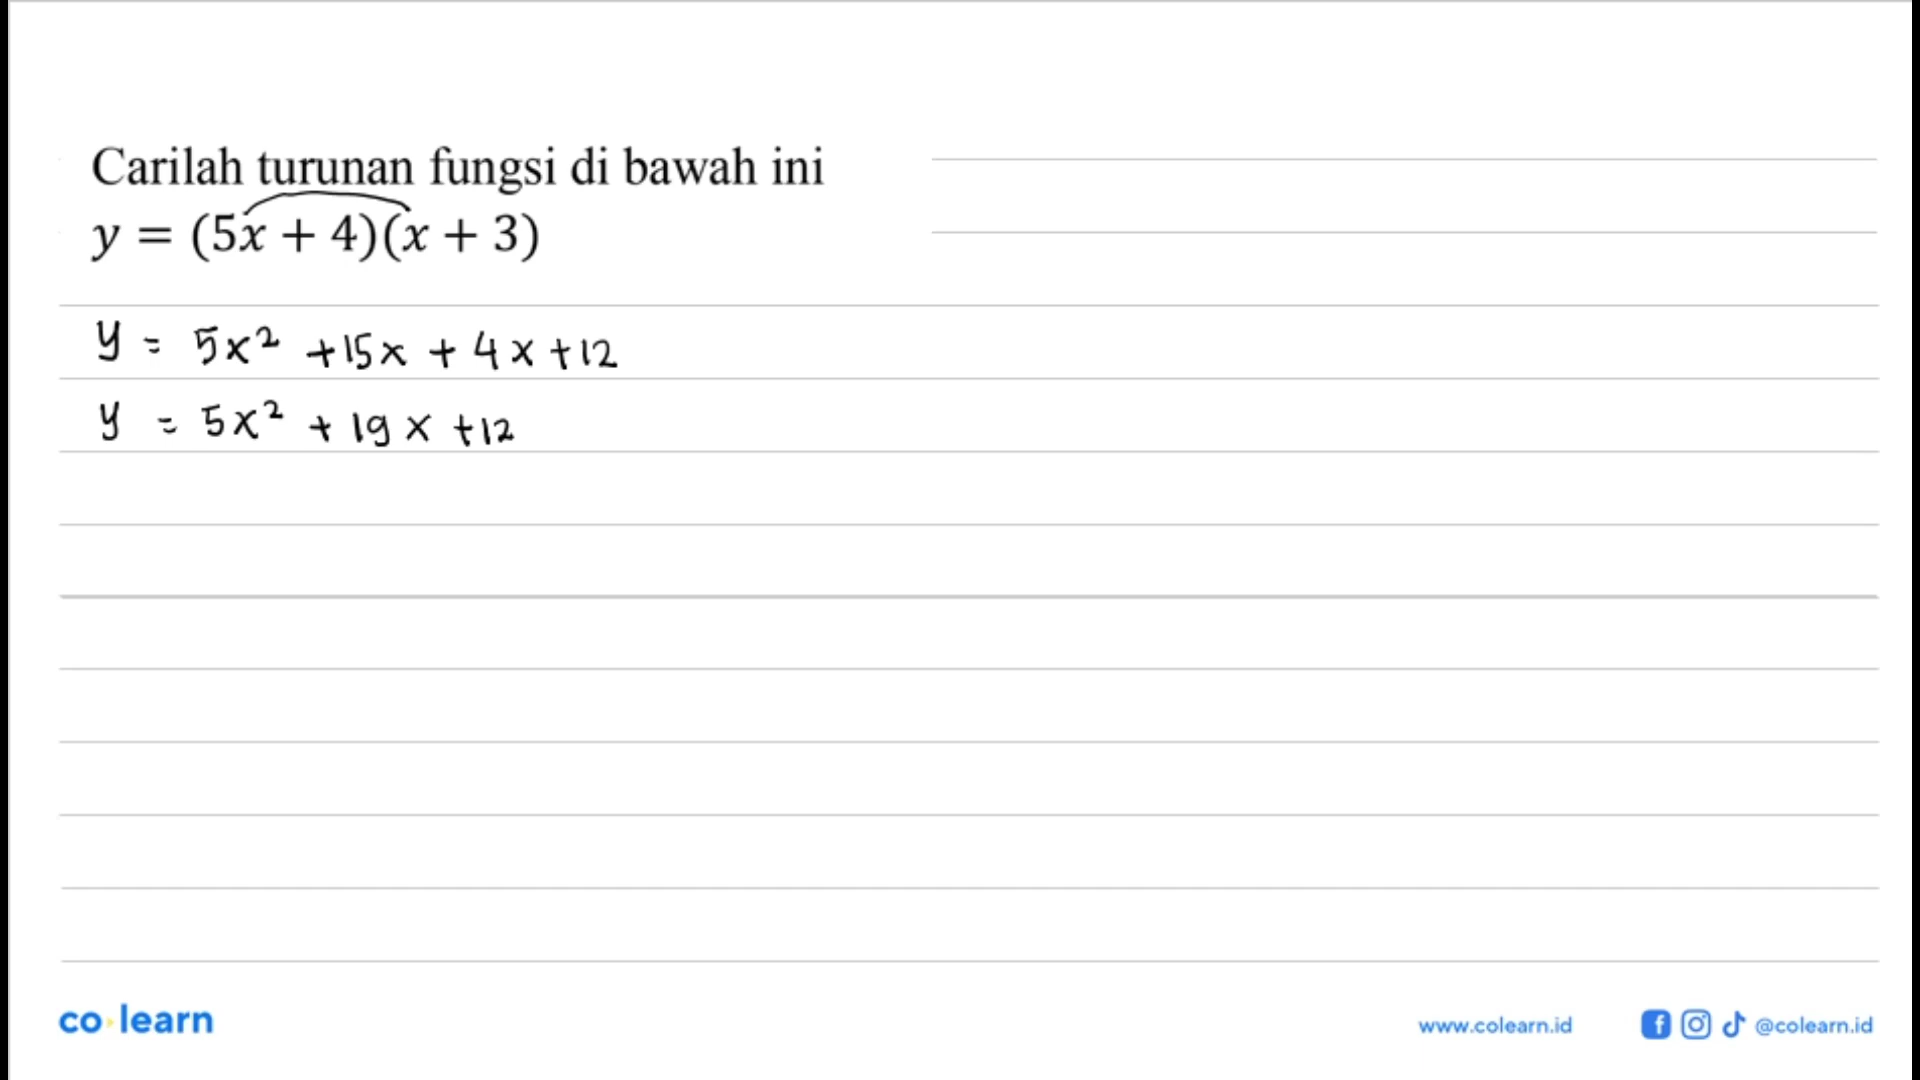 Carilah turunan fungsi di bawah ini
y = (5x + 4)(x + 3)
y = 5x² + 15x + 4x + 12
y = 5x² + 19x + 12
co learn
www.colearn.id
@colearn.id